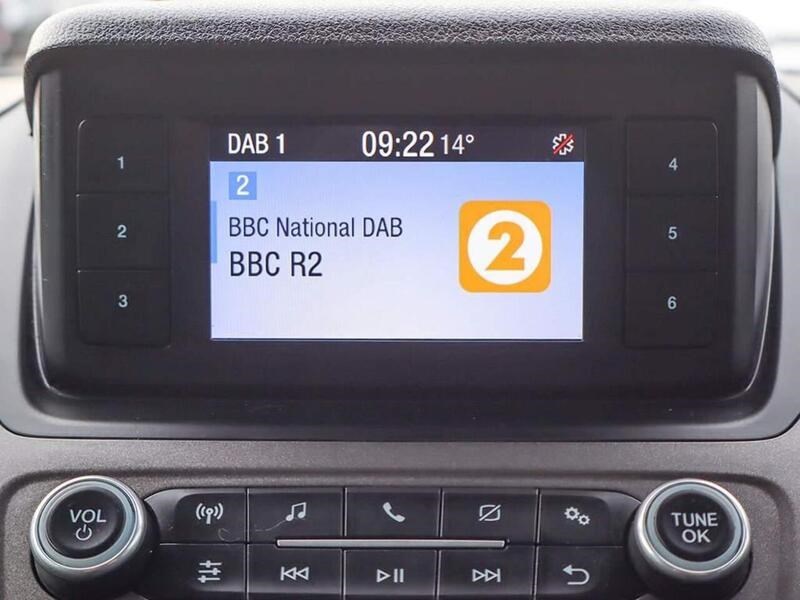 DAB 1 09:22 14°
2
BBC National DAB
BBC R2
2
1
2
3
4
5
6
VOL
TUNE
OK